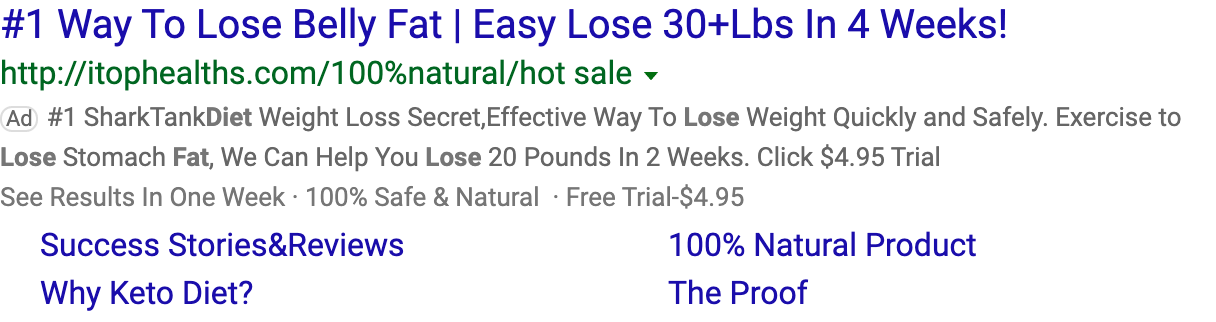 #1 Way To Lose Belly Fat | Easy Lose 30+Lbs In 4 Weeks!
http://itophealths.com/100%natural/hot sale
Ad #1 SharkTankDiet Weight Loss Secret,Effective Way To Lose Weight Quickly and Safely. Exercise to
Lose Stomach Fat, We Can Help You Lose 20 Pounds In 2 Weeks. Click $4.95 Trial
See Results In One Week · 100% Safe & Natural · Free Trial-$4.95
Success Stories&Reviews
100% Natural Product
Why Keto Diet?
The Proof